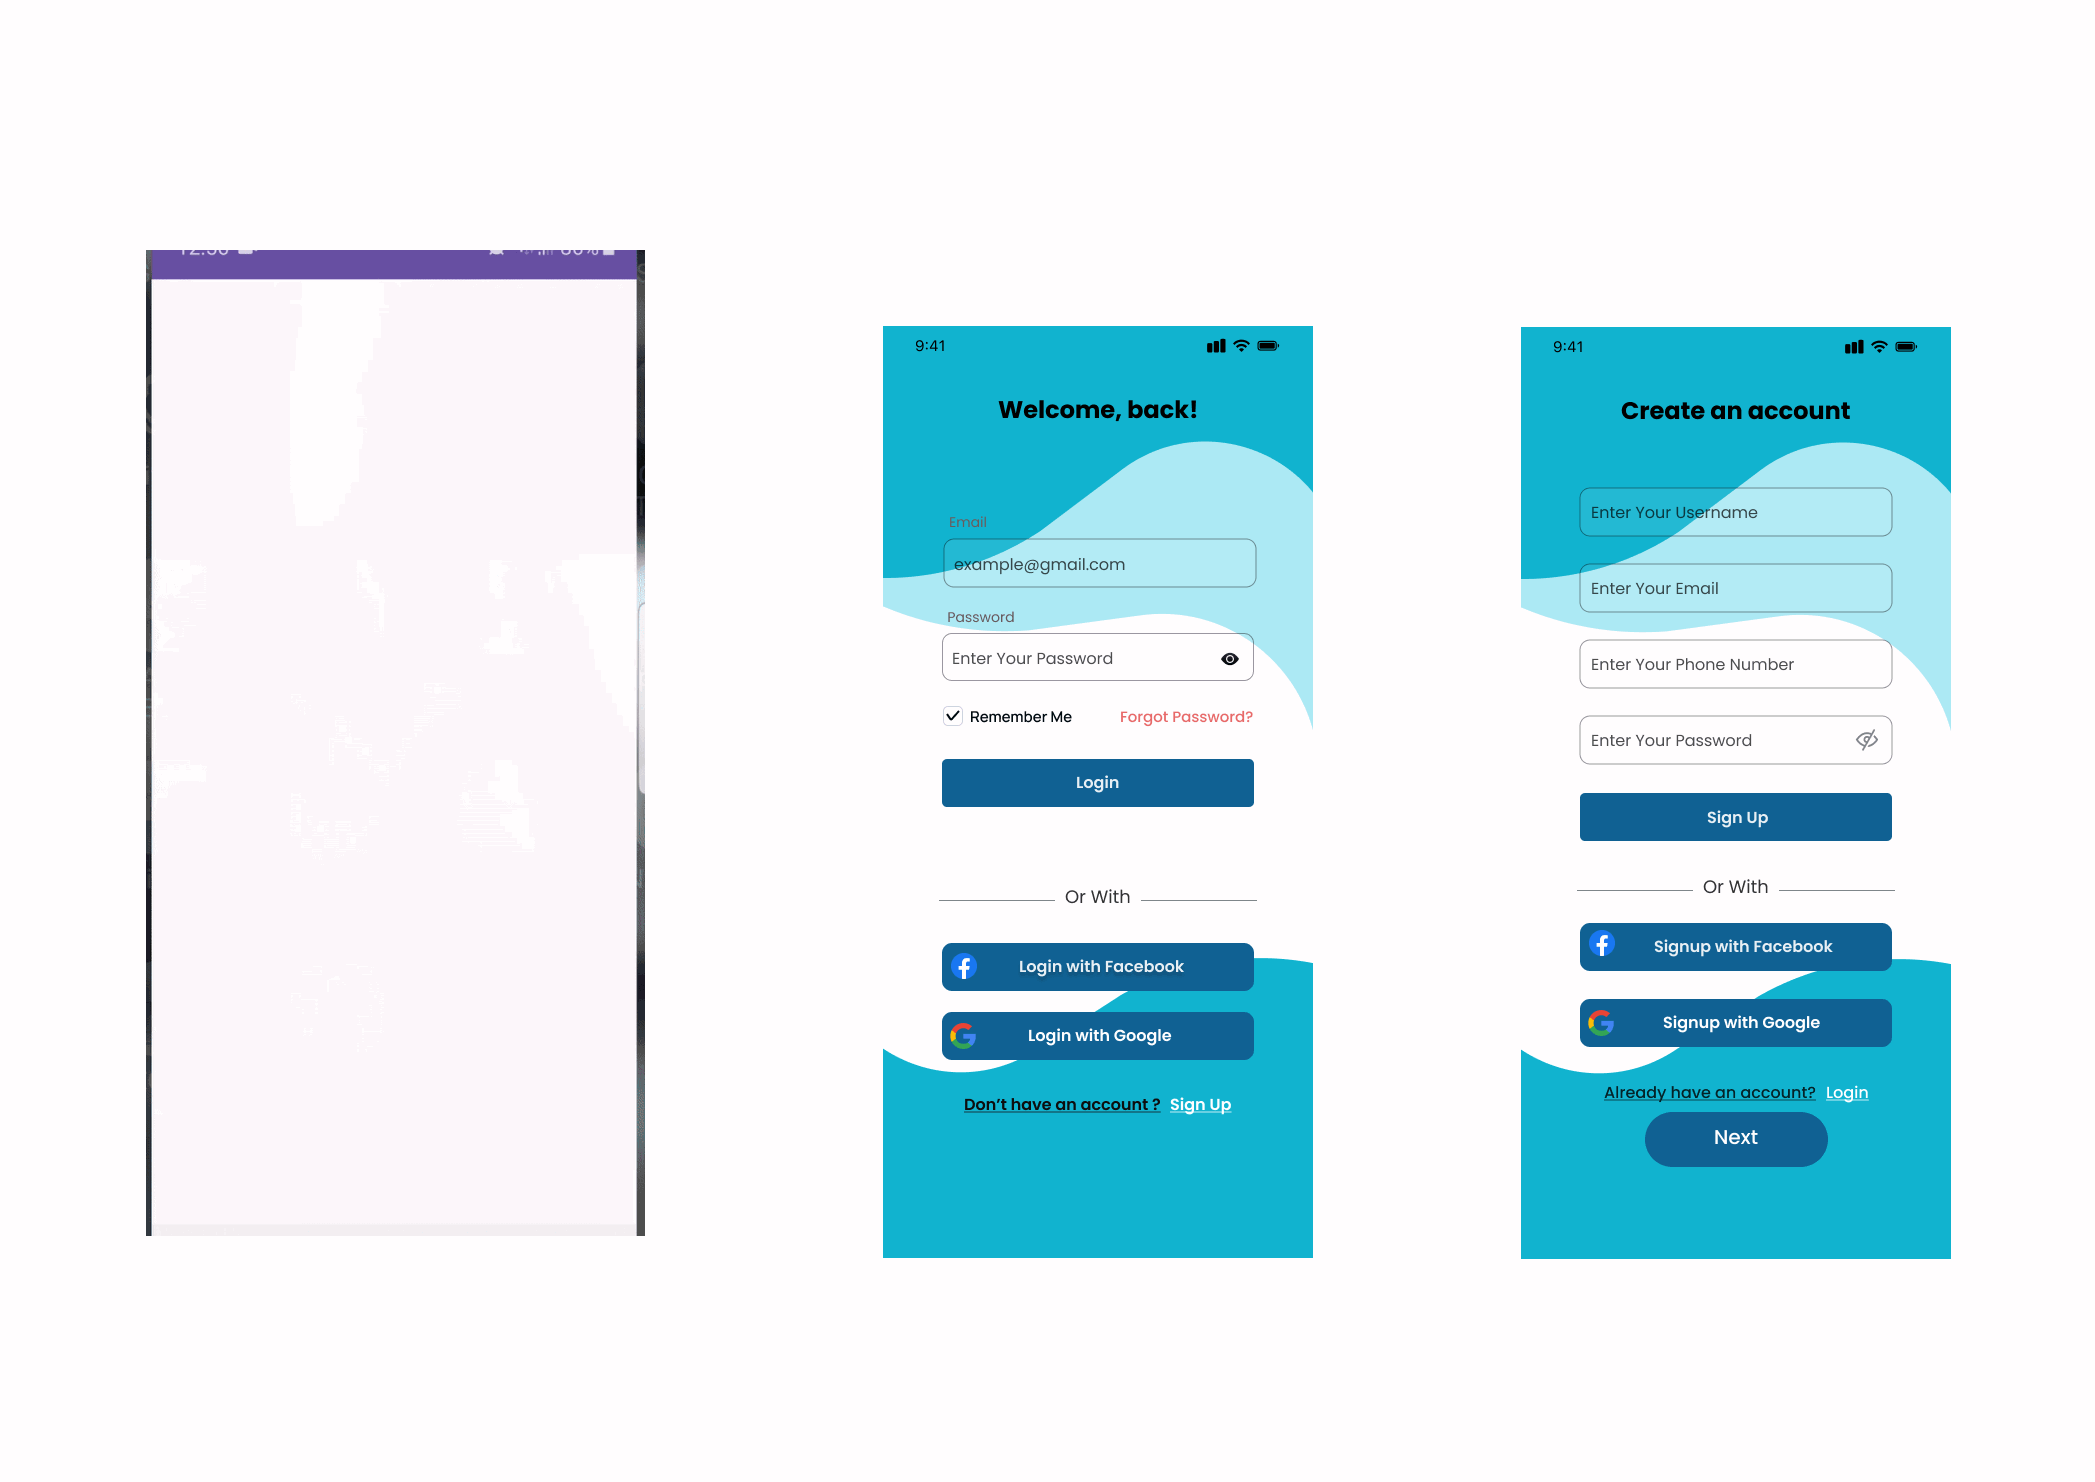 9:41
Welcome, back!
Email
example@gmail.com
Password
Enter Your Password
Remember Me Forgot Password?
Login
Or With
Login with Facebook
Login with Google
Don't have an account ? Sign Up
9:41
Create an account
Enter Your Username
Enter Your Email
Enter Your Phone Number
Enter Your Password
Sign Up
Or With
Signup with Facebook
Signup with Google
Already have an account? Login
Next